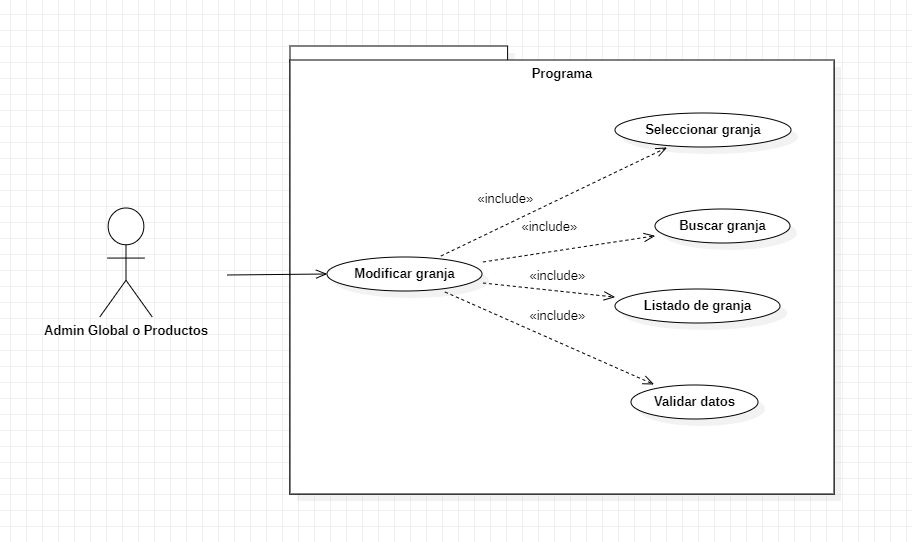 Programa
Seleccionar granja
«include»
«include»
Buscar granja
Modificar granja
«include»
Listado de granja
«include»
Admin Global o Productos
Validar datos